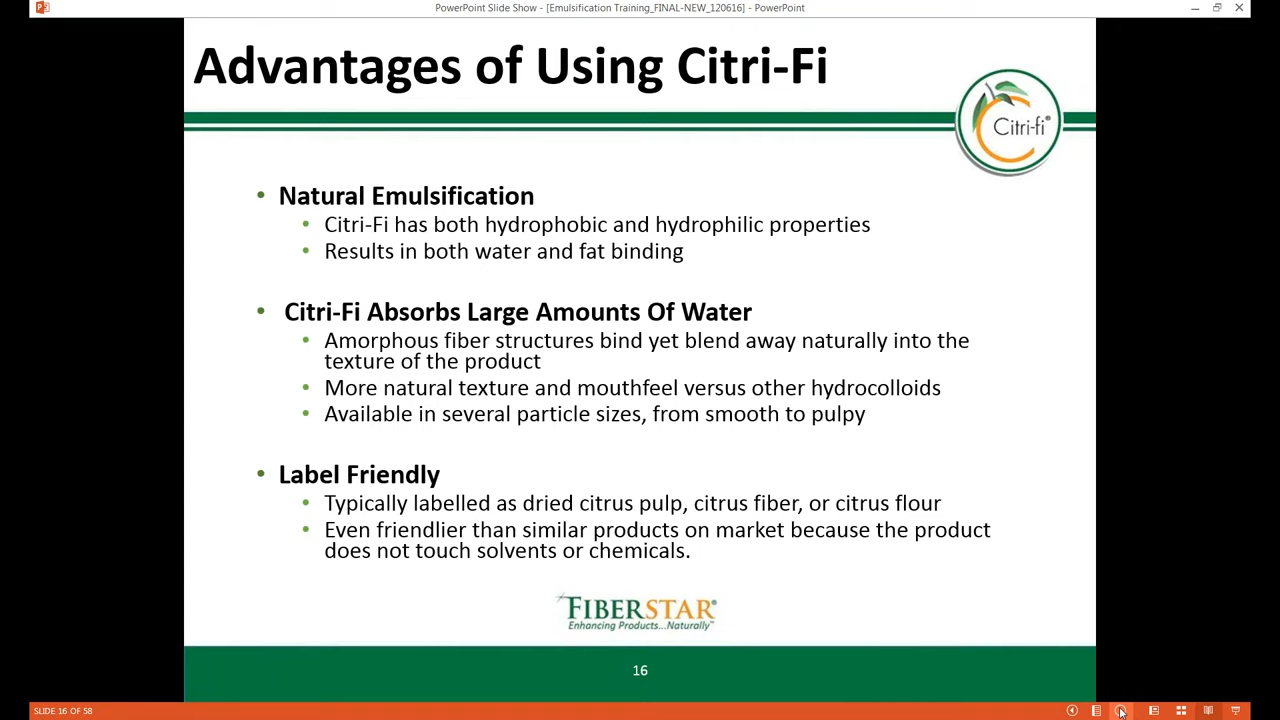 PowerPoint Slide Show - [Emulsification Training_FINAL-NEW_120616] - PowerPoint
Advantages of Using Citri-Fi
Citri-fi®
• Natural Emulsification
• Citri-Fi has both hydrophobic and hydrophilic properties
• Results in both water and fat binding
• Citri-Fi Absorbs Large Amounts Of Water
• Amorphous fiber structures bind yet blend away naturally into the
texture of the product
• More natural texture and mouthfeel versus other hydrocolloids
• Available in several particle sizes, from smooth to pulpy
• Label Friendly
• Typically labelled as dried citrus pulp, citrus fiber, or citrus flour
• Even friendlier than similar products on market because the product
does not touch solvents or chemicals.
FIBERSTAR®
Enhancing Products...Naturally™
16
SLIDE 16 OF 58